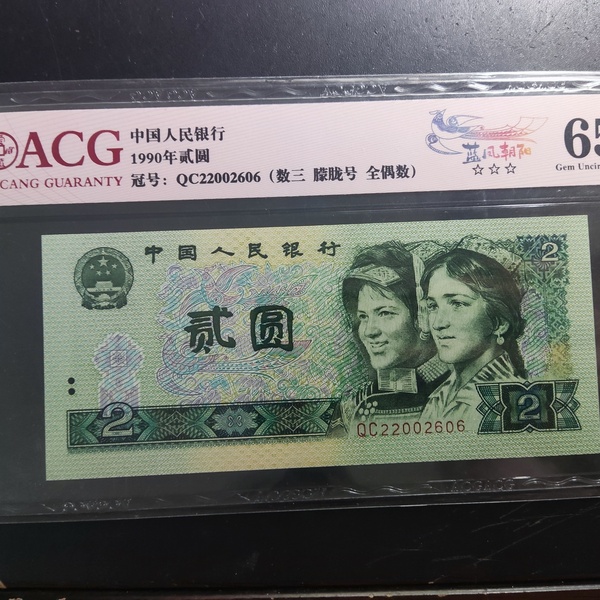 ACG
CANG GUARANTY
中国人民银行
1990年贰圆
冠号：QC22002606（数三 朦胧号 全偶数）
蓝凤朝阳
☆☆☆
65
Gem Uncir
中国人民银行
2
贰圆
2
2
QC22002606